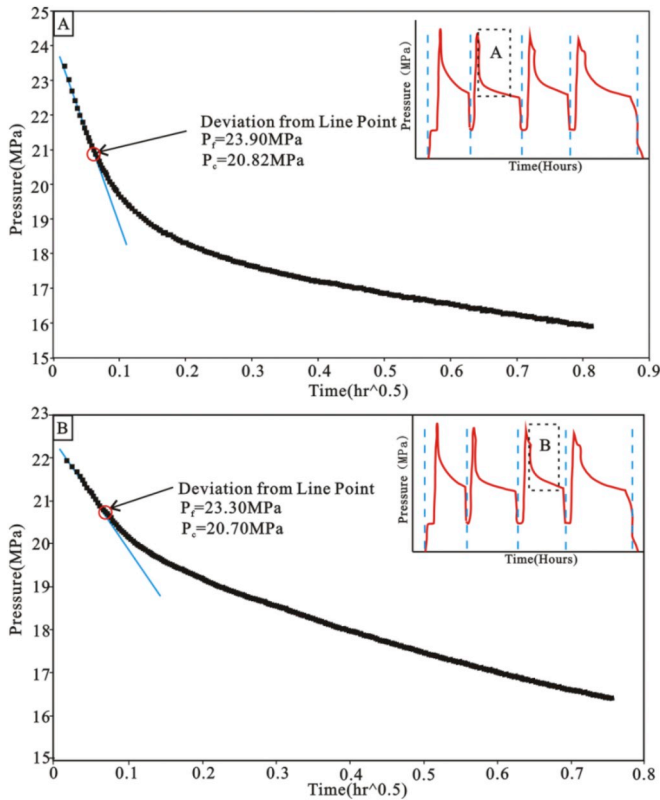 A
25
24
23
22
21
20
19
18
17
16
15
Pressure(MPa)
Deviation from Line Point
P_f=23.90MPa
P_c=20.82MPa
Pressure (MPa)
A
Time(Hours)
0 0.1 0.2 0.3 0.4 0.5 0.6 0.7 0.8 0.9
Time(hr^0.5)
B
23
22
21
20
19
18
17
16
15
Pressure(MPa)
Deviation from Line Point
P_f=23.30MPa
P_c=20.70MPa
Pressure (MPa)
B
Time(Hours)
0 0.1 0.2 0.3 0.4 0.5 0.6 0.7 0.8
Time(hr^0.5)